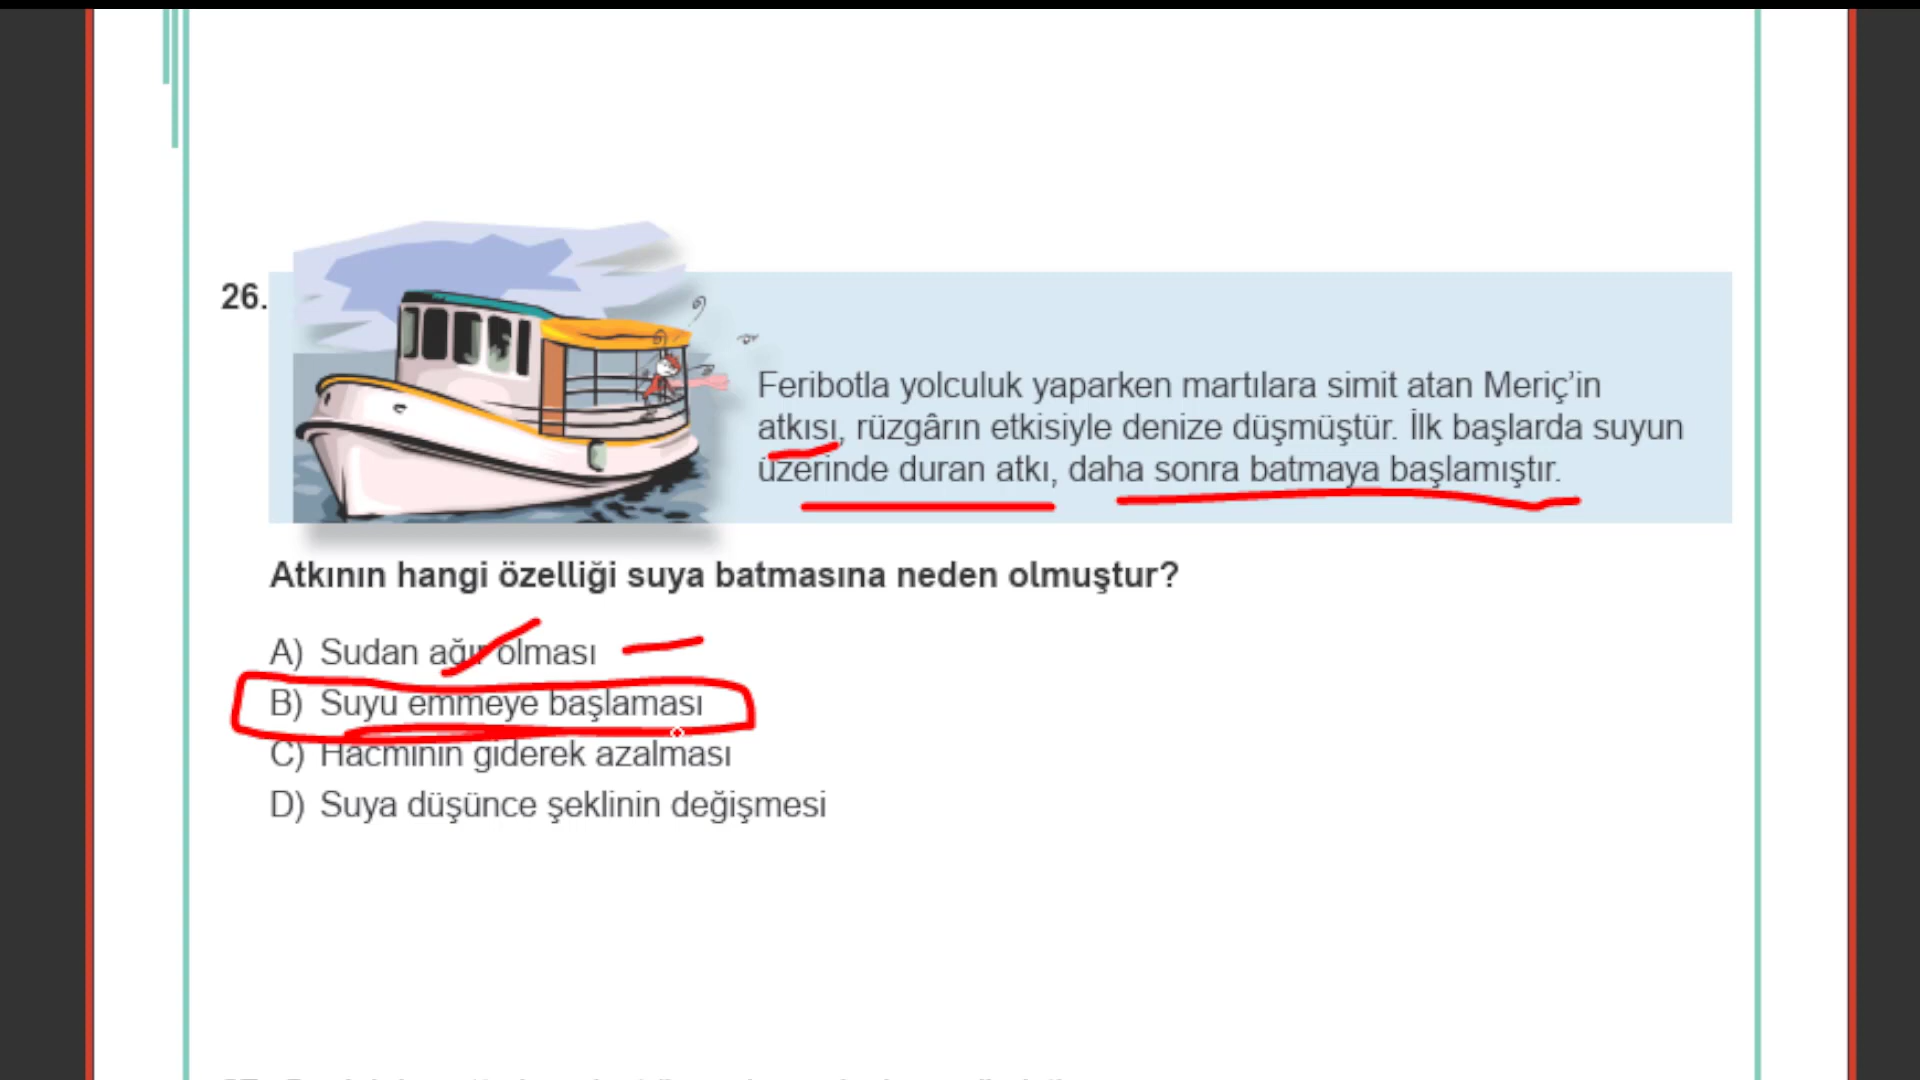 26.
Feribotla yolculuk yaparken martılara simit atan Meriç’in
atkısı, rüzgârın etkisiyle denize düşmüştür. İlk başlarda suyun
üzerinde duran atkı, daha sonra batmaya başlamıştır.
Atkının hangi özelliği suya batmasına neden olmuştur?
A) Sudan ağır olması
B) Suyu emmeye başlaması
C) Hacminin giderek azalması
D) Suya düşünce şeklinin değişmesi